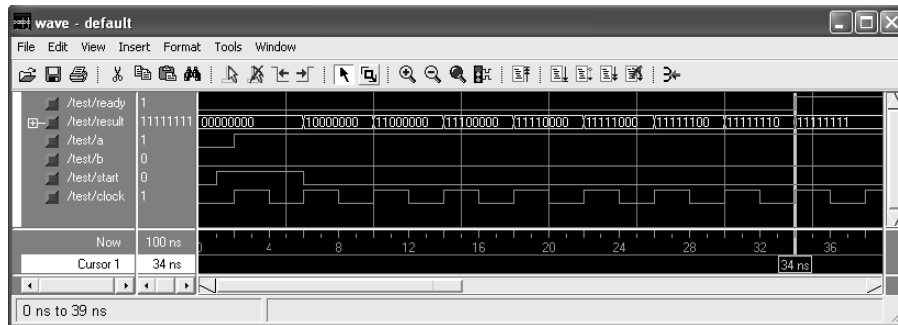 wave - default
File Edit View Insert Format Tools Window
/test/ready 1
/test/result 11111111 00000000 10000000 11000000 11100000 11110000 11111000 11111100 11111110 11111111
/test/a 1
/test/b 0
/test/start 0
/test/clock 1
Now 100 ns 0 4 8 12 16 20 24 28 32 36
Cursor 1 34 ns 34 ns
0 ns to 39 ns